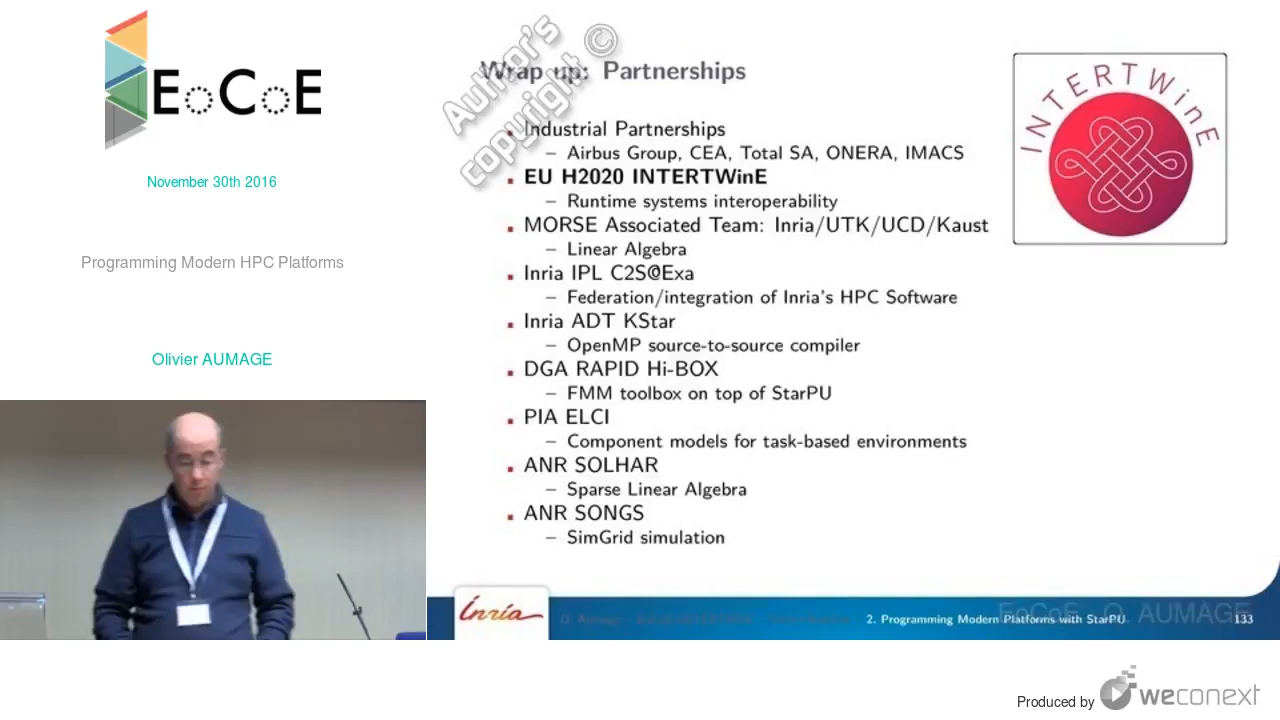 EoCoE
November 30th 2016
Programming Modern HPC Platforms
Olivier AUMAGE
Author's ©
copyright
Wrap up: Partnerships
Industrial Partnerships
– Airbus Group, CEA, Total SA, ONERA, IMACS
EU H2020 INTERTWinE
– Runtime systems interoperability
MORSE Associated Team: Inria/UTK/UCD/Kaust
– Linear Algebra
Inria IPL C2S@Exa
– Federation/integration of Inria's HPC Software
Inria ADT KStar
– OpenMP source-to-source compiler
DGA RAPID Hi-BOX
– FMM toolbox on top of StarPU
PIA ELCI
– Component models for task-based environments
ANR SOLHAR
– Sparse Linear Algebra
ANR SONGS
– SimGrid simulation
INTERTWinE
Inria
O. Aumage
2. Programming Modern Platforms with StarPU
133
EoCoE O. AUMAGE
Produced by weconext